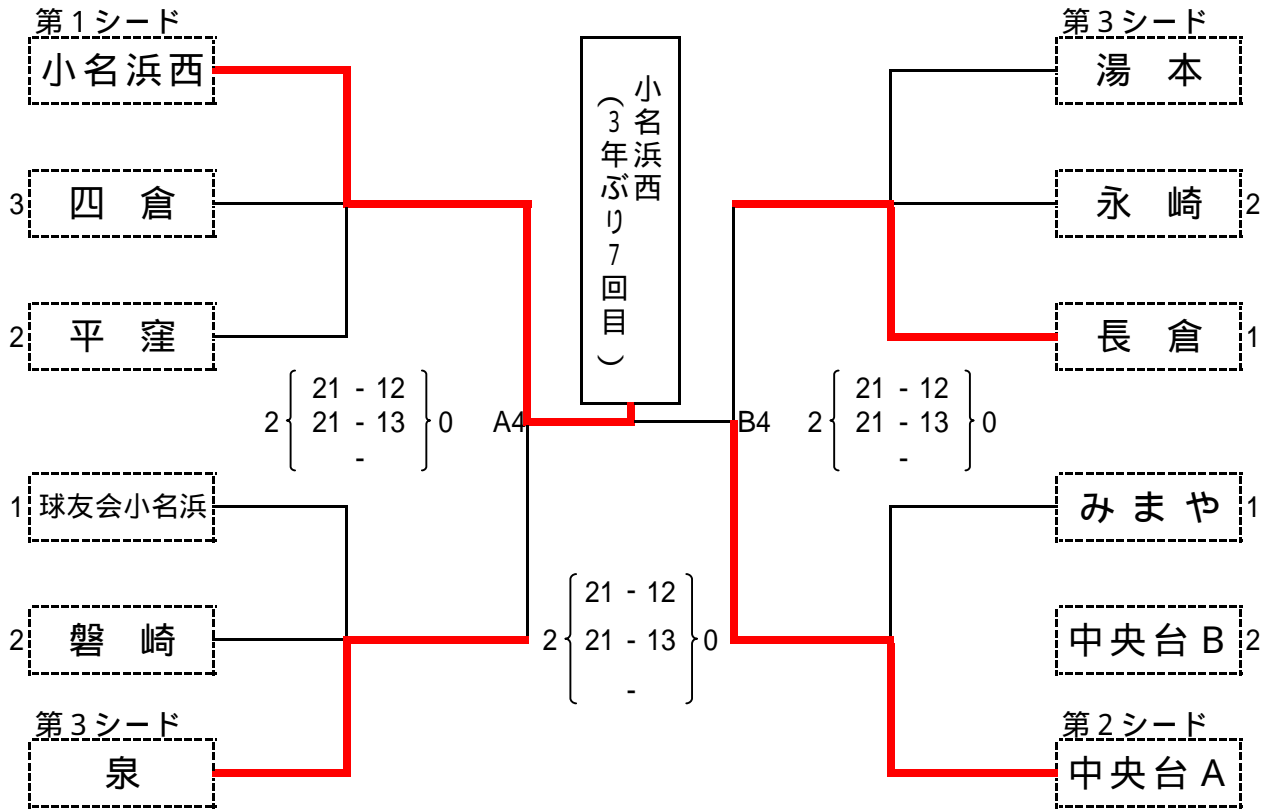 第1シード
小名浜西
3 四倉
2 平窪
2 { 21 - 12 } 0
21 - 13
-
A4
1 球友会小名浜
2 磐崎
第3シード
泉
小名浜西
(3年ぶり7回目)
2 { 21 - 12 } 0
21 - 13
-
第3シード
湯本
永崎 2
長倉 1
B4
2 { 21 - 12 } 0
21 - 13
-
みまや 1
中央台B 2
第2シード
中央台A